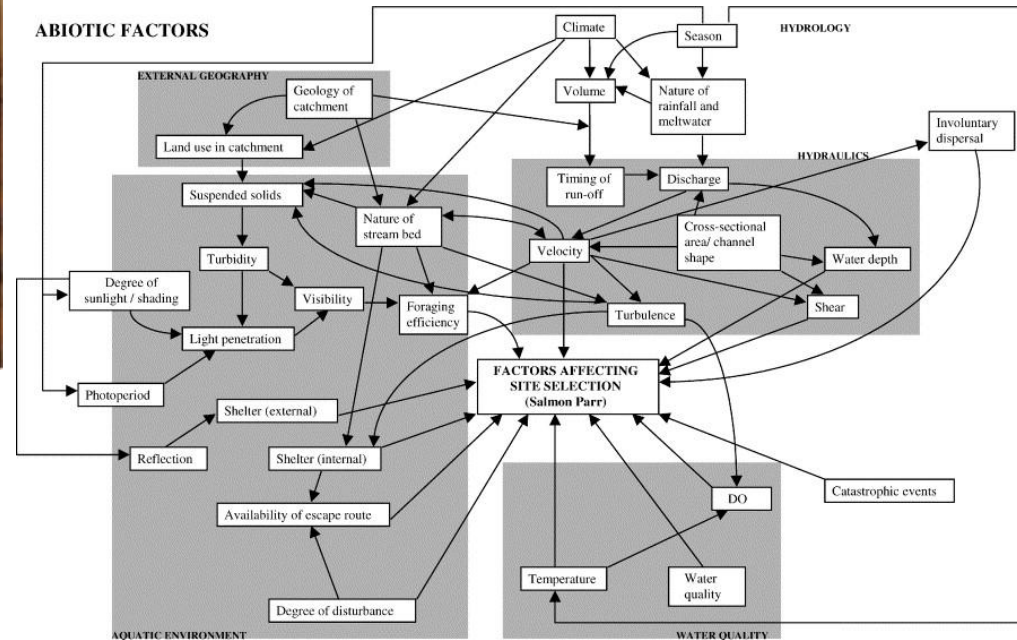 ABIOTIC FACTORS
Climate
Season
HYDROLOGY
EXTERNAL GEOGRAPHY
Geology of
catchment
Volume
Nature of
rainfall and
meltwater
Involuntary
dispersal
Land use in catchment
HYDRAULICS
Timing of
run-off
Discharge
Suspended solids
Nature of
stream bed
Cross-sectional
area/ channel
shape
Velocity
Water depth
Turbidity
Degree of
sunlight / shading
Visibility
Foraging
efficiency
Turbulence
Shear
Light penetration
FACTORS AFFECTING
SITE SELECTION
(Salmon Parr)
Photoperiod
Shelter (external)
Reflection
Shelter (internal)
Availability of escape route
DO
Catastrophic events
Temperature
Water
quality
Degree of disturbance
AQUATIC ENVIRONMENT
WATER QUALITY